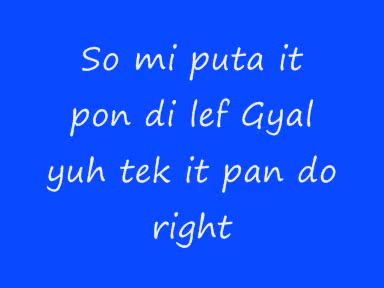 So mi puta it
pon di lef Gyal
yuh tek it pan do
right